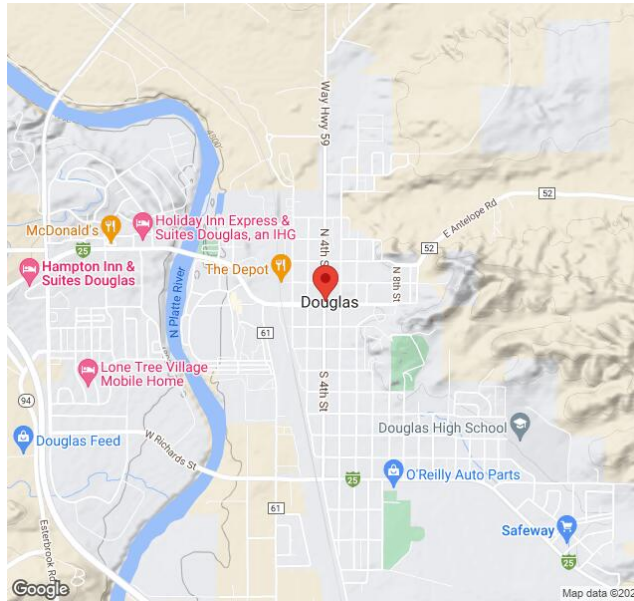 Way Hwy 59
4800'
52
E Antelope Rd
McDonald's
Holiday Inn Express &
Suites Douglas, an IHG
25
Hampton Inn
& Suites Douglas
N 4th St
52
N 8th St
The Depot
Douglas
N Platte River
61
Lone Tree Village
Mobile Home
S 4th St
94
Douglas High School
Douglas Feed
W Richards St
25
O'Reilly Auto Parts
61
Safeway
Esterbrook Rd
25
Google
Map data ©202